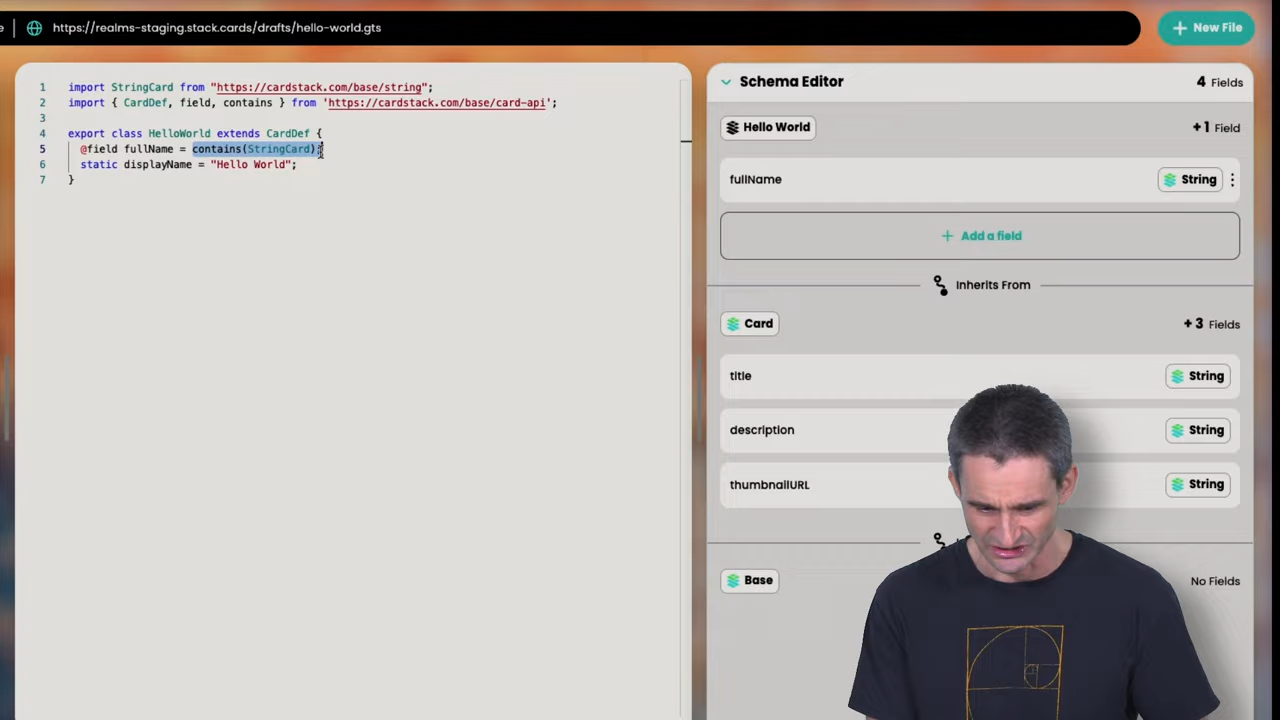 e
https://realms-staging.stack.cards/drafts/hello-world.gts
New File
1 import StringCard from "https://cardstack.com/base/string";
2 import { CardDef, field, contains } from 'https://cardstack.com/base/card-api';
3
4 export class HelloWorld extends CardDef {
5 @field fullName = contains(StringCard);
6 static displayName = "Hello World";
7 }
Schema Editor
4 Fields
Hello World
+1 Field
fullName
String
+ Add a field
Inherits From
Card
+ 3 Fields
title
String
description
String
thumbnailURL
String
Base
No Fields